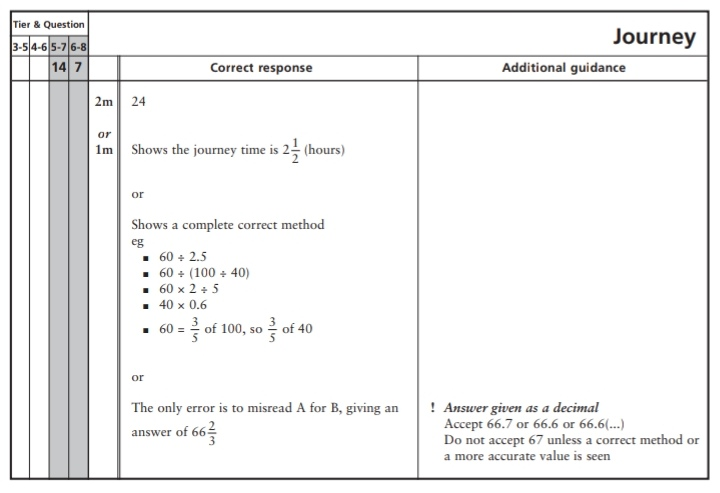 Tier & Question
3-5 4-6 5-7 6-8
Journey
14 7
Correct response
Additional guidance
2m 24
or
1m Shows the journey time is 2 1/2 (hours)
or
Shows a complete correct method
eg
▪ 60 ÷ 2.5
▪ 60 ÷ (100 ÷ 40)
▪ 60 × 2 ÷ 5
▪ 40 × 0.6
▪ 60 = 3/5 of 100, so 3/5 of 40
or
The only error is to misread A for B, giving an
answer of 66 2/3
! Answer given as a decimal
Accept 66.7 or 66.6 or 66.6(...)
Do not accept 67 unless a correct method or
a more accurate value is seen